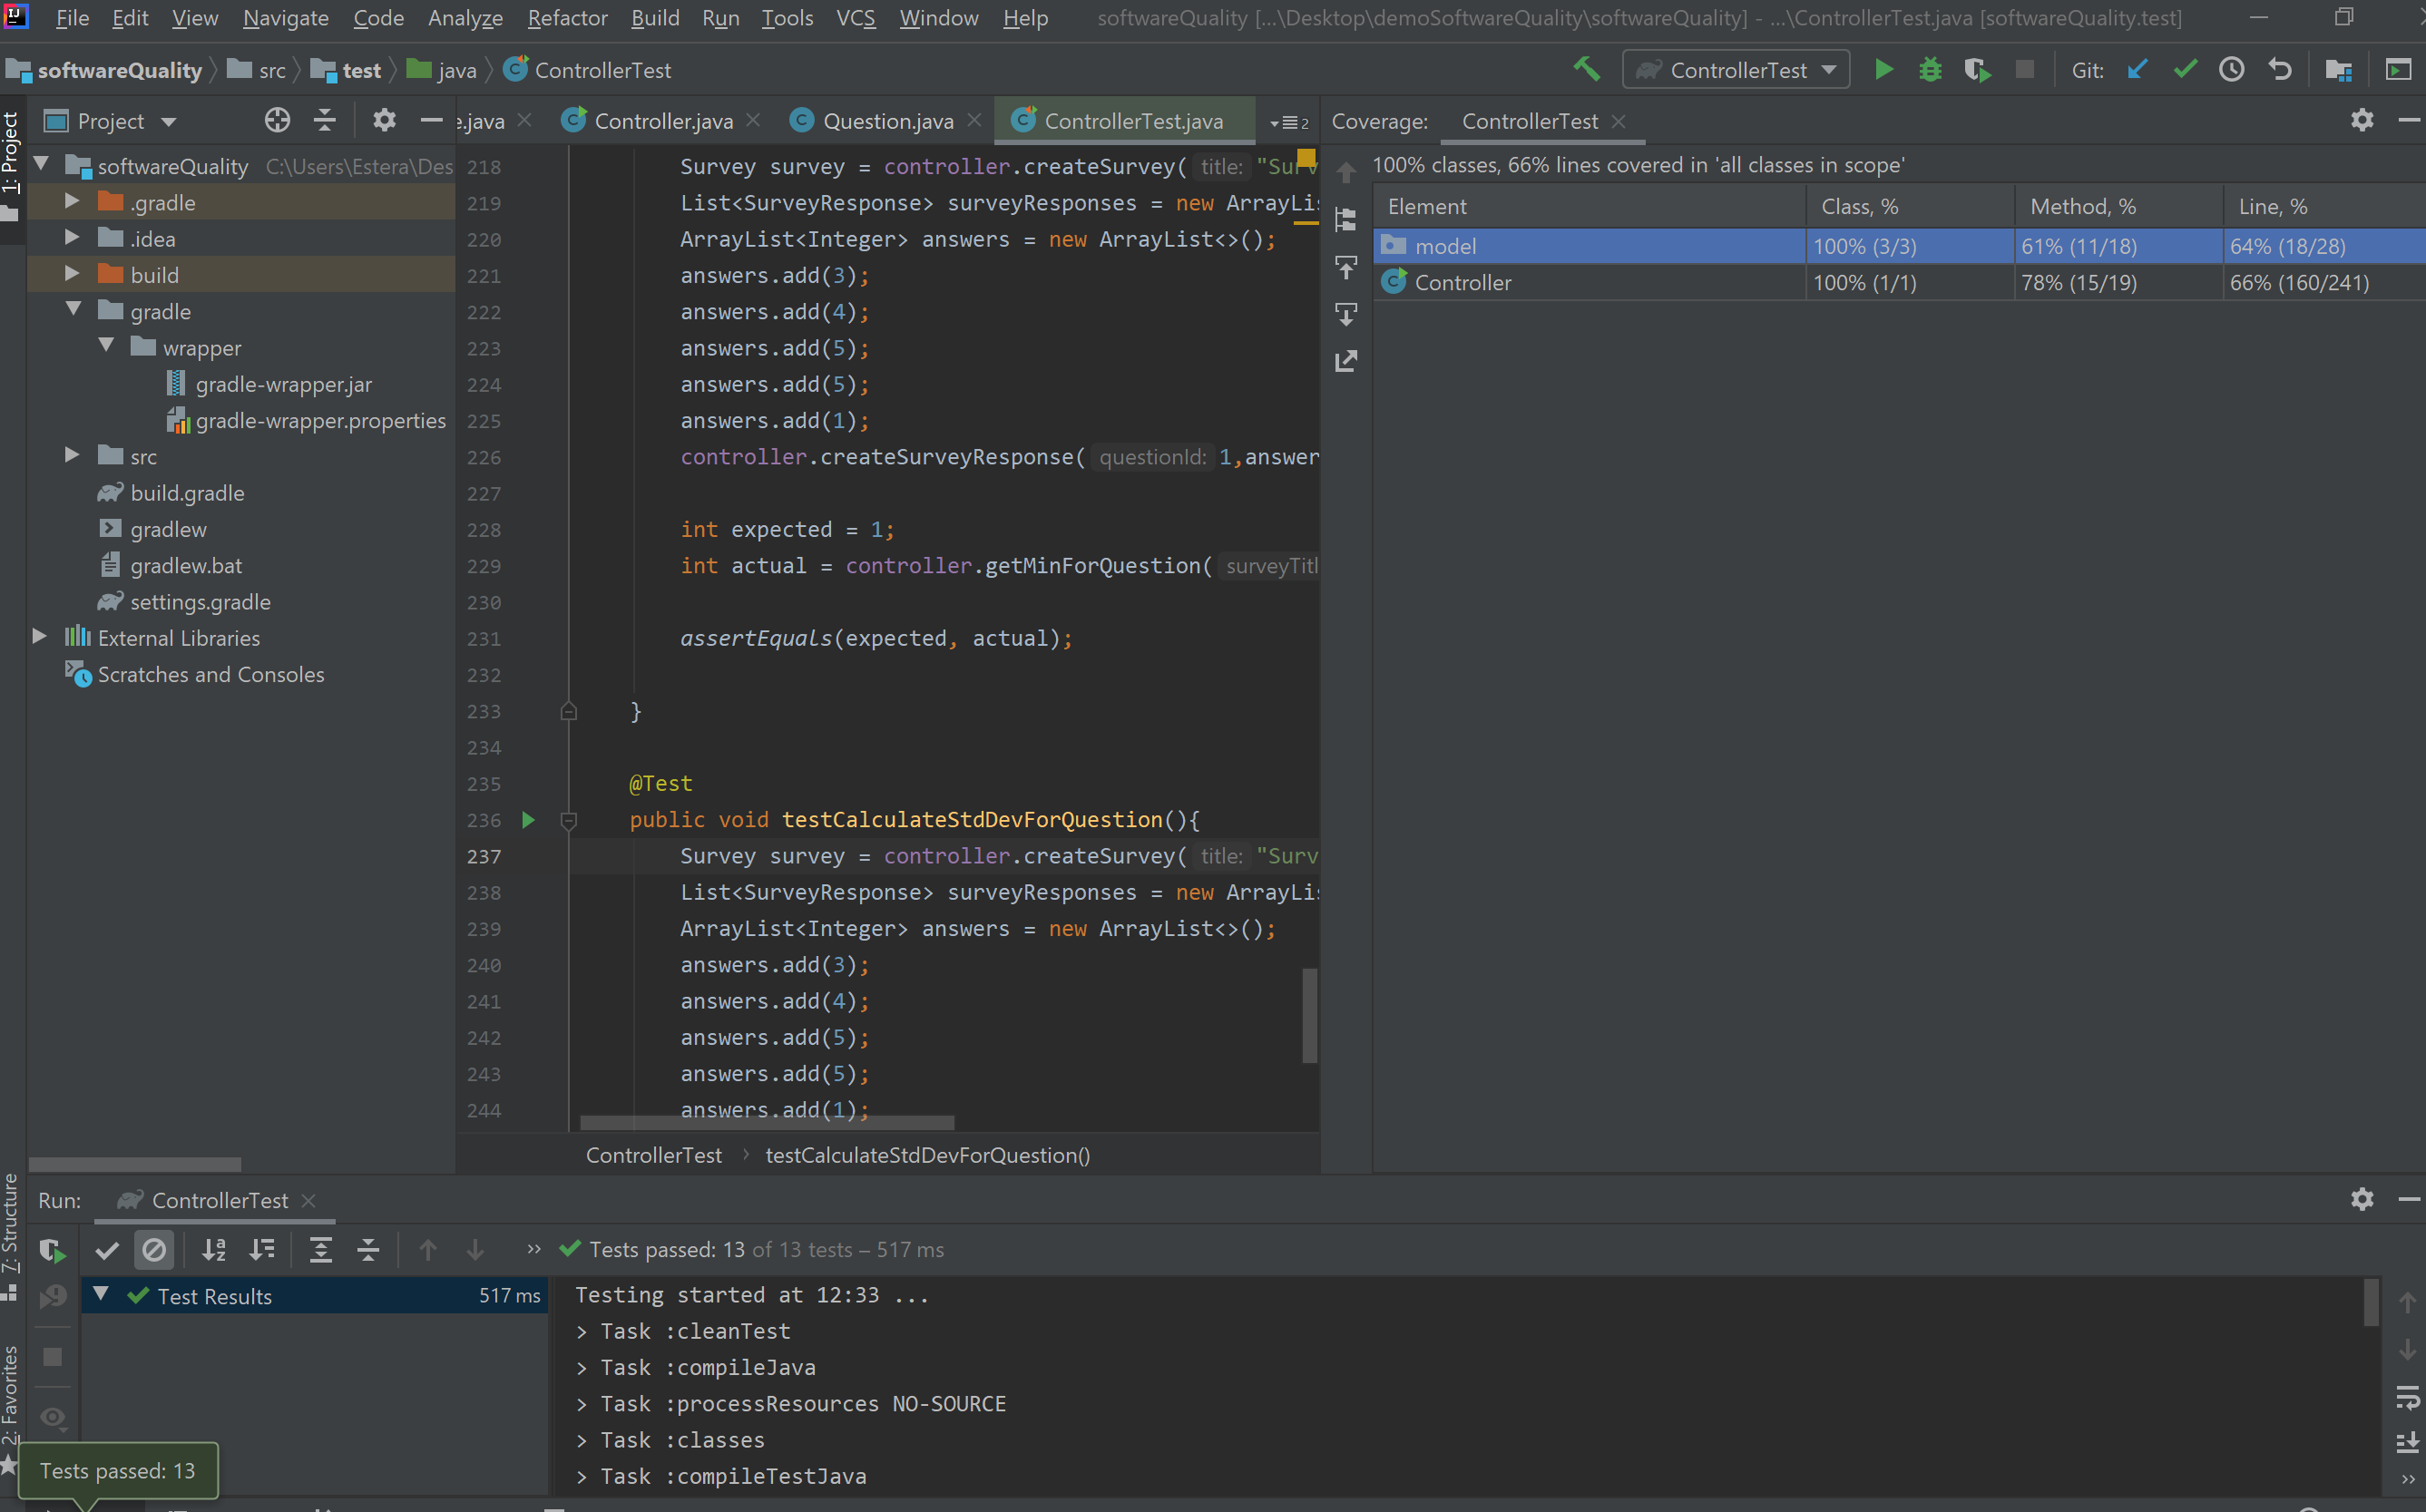 File Edit View Navigate Code Analyze Refactor Build Run Tools VCS Window Help softwareQuality [...\Desktop\demoSoftwareQuality\softwareQuality] - ...\ControllerTest.java [softwareQuality.test]
softwareQuality src test java ControllerTest ControllerTest Git:
1: Project
Project
e.java Controller.java Question.java ControllerTest.java 2
Coverage: ControllerTest
softwareQuality C:\Users\Estera\Des
.gradle
.idea
build
gradle
wrapper
gradle-wrapper.jar
gradle-wrapper.properties
src
build.gradle
gradlew
gradlew.bat
settings.gradle
External Libraries
Scratches and Consoles
218 Survey survey = controller.createSurvey( title: "Surv
219 List<SurveyResponse> surveyResponses = new ArrayLi
220 ArrayList<Integer> answers = new ArrayList<>();
221 answers.add(3);
222 answers.add(4);
223 answers.add(5);
224 answers.add(5);
225 answers.add(1);
226 controller.createSurveyResponse( questionId: 1,answer
227
228 int expected = 1;
229 int actual = controller.getMinForQuestion( surveyTitl
230
231 assertEquals(expected, actual);
232
233 }
234
235 @Test
236 public void testCalculateStdDevForQuestion(){
237 Survey survey = controller.createSurvey( title: "Surv
238 List<SurveyResponse> surveyResponses = new ArrayLi
239 ArrayList<Integer> answers = new ArrayList<>();
240 answers.add(3);
241 answers.add(4);
242 answers.add(5);
243 answers.add(5);
244 answers.add(1);
ControllerTest testCalculateStdDevForQuestion()
100% classes, 66% lines covered in 'all classes in scope'
Element Class, % Method, % Line, %
model 100% (3/3) 61% (11/18) 64% (18/28)
Controller 100% (1/1) 78% (15/19) 66% (160/241)
7: Structure
2: Favorites
Run: ControllerTest
» Tests passed: 13 of 13 tests – 517 ms
Test Results 517 ms
Testing started at 12:33 ...
> Task :cleanTest
> Task :compileJava
> Task :processResources NO-SOURCE
> Task :classes
> Task :compileTestJava
Tests passed: 13